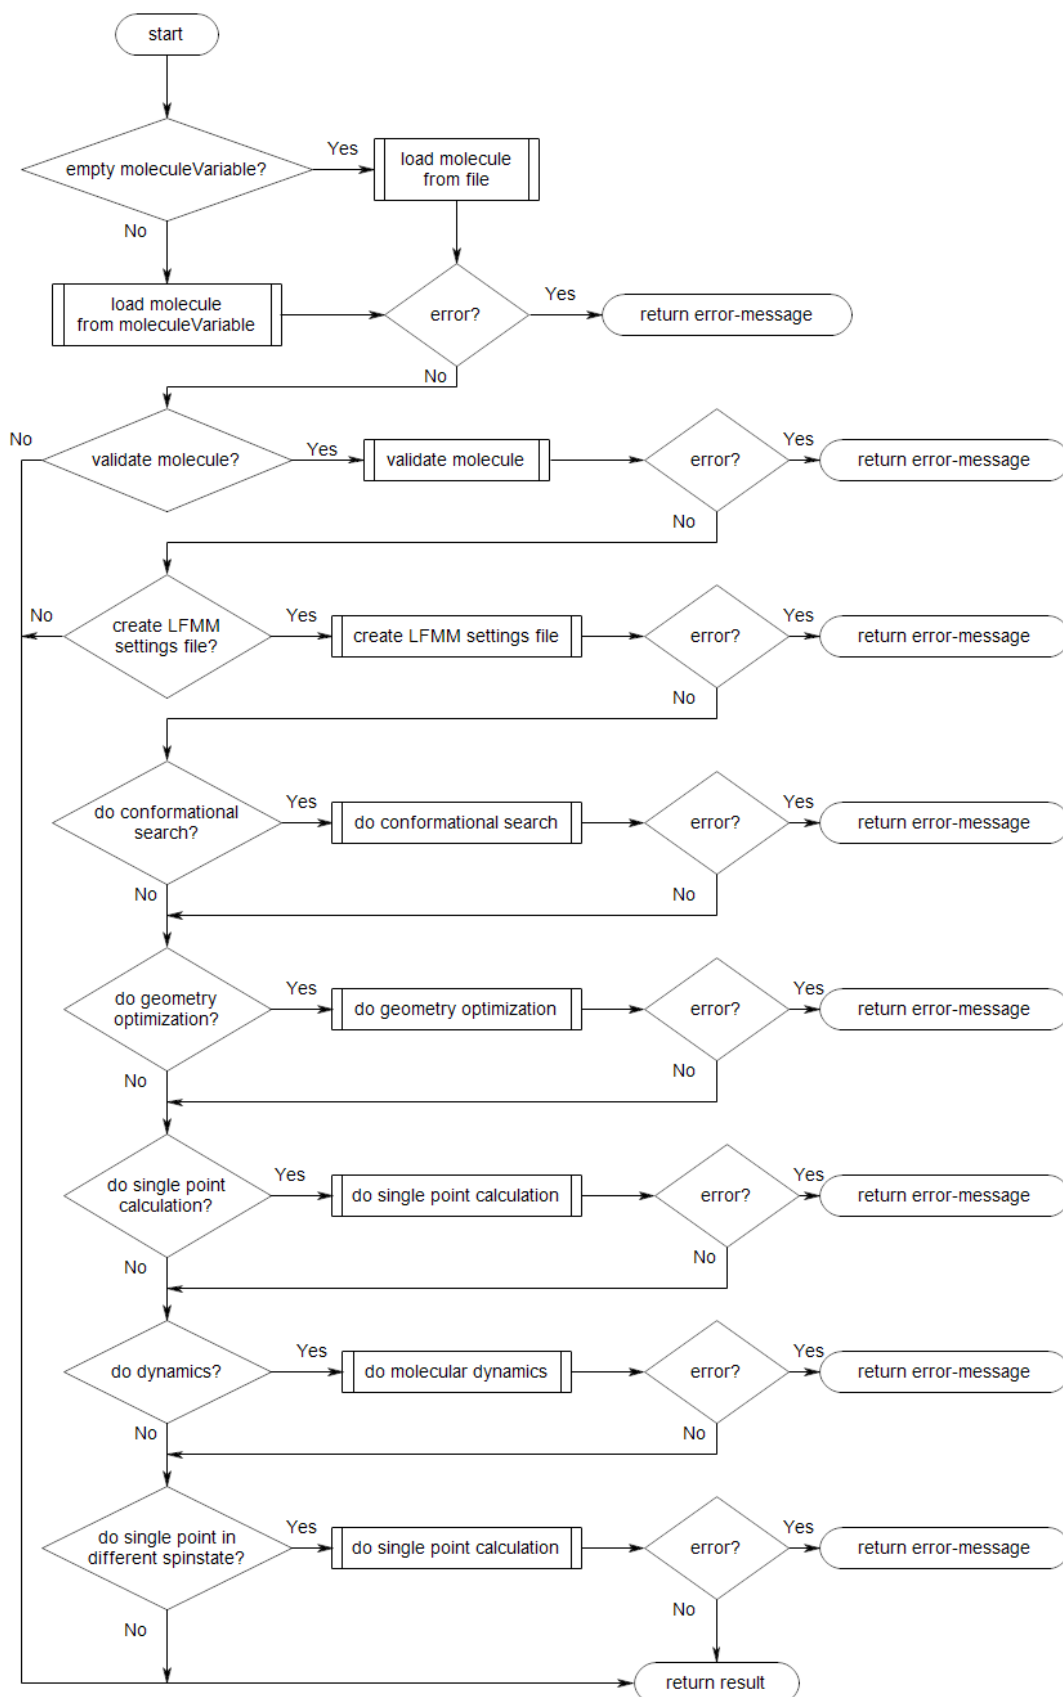 start
empty moleculeVariable?
Yes
load molecule
from file
No
load molecule
from moleculeVariable
error?
Yes
return error-message
No
No
validate molecule?
Yes
validate molecule
error?
Yes
return error-message
No
No
create LFMM
settings file?
Yes
create LFMM settings file
error?
Yes
return error-message
No
do conformational
search?
Yes
do conformational search
error?
Yes
return error-message
No
No
do geometry
optimization?
Yes
do geometry optimization
error?
Yes
return error-message
No
No
do single point
calculation?
Yes
do single point calculation
error?
Yes
return error-message
No
No
do dynamics?
Yes
do molecular dynamics
error?
Yes
return error-message
No
No
do single point in
different spinstate?
Yes
do single point calculation
error?
Yes
return error-message
No
No
return result